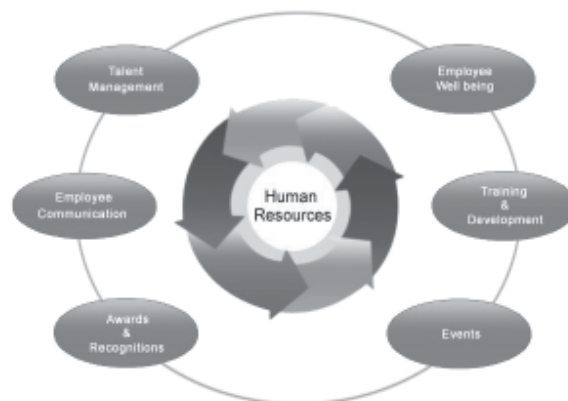 Talent
Management
Employee
Well being
Employee
Communication
Human
Resources
Training
&
Development
Awards
&
Recognitions
Events